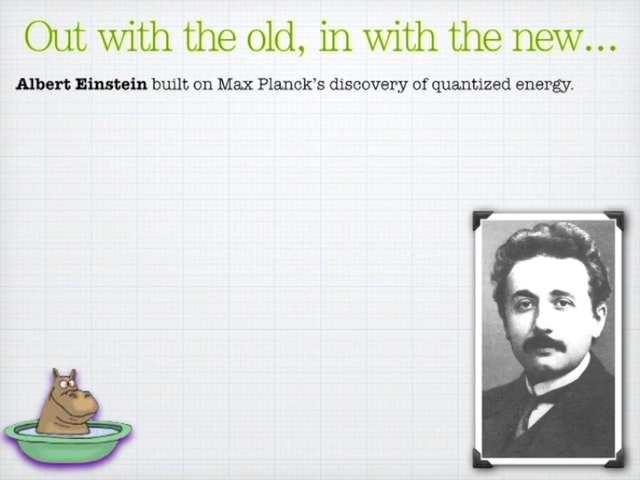 Out with the old, in with the new...
Albert Einstein built on Max Planck's discovery of quantized energy.